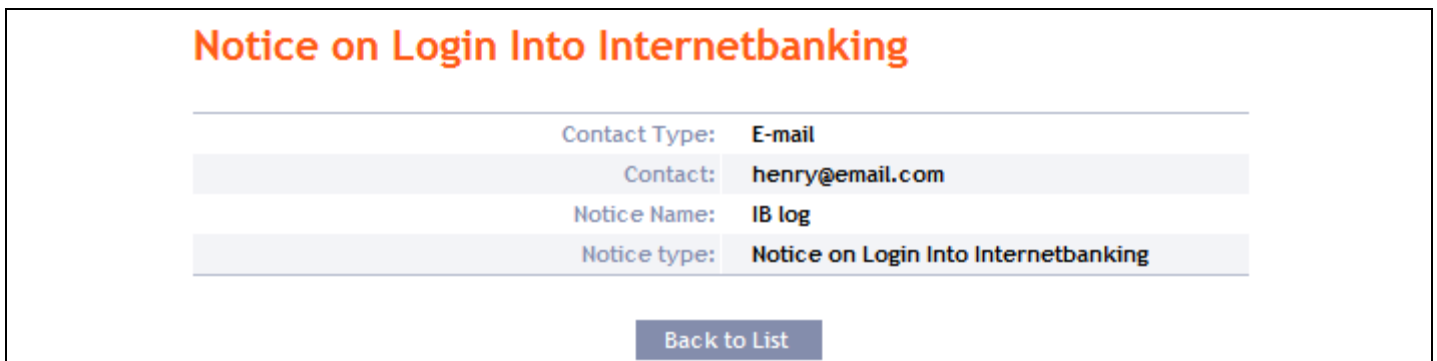 Notice on Login Into Internetbanking
Contact Type: E-mail
Contact: henry@email.com
Notice Name: IB log
Notice type: Notice on Login Into Internetbanking
Back to List